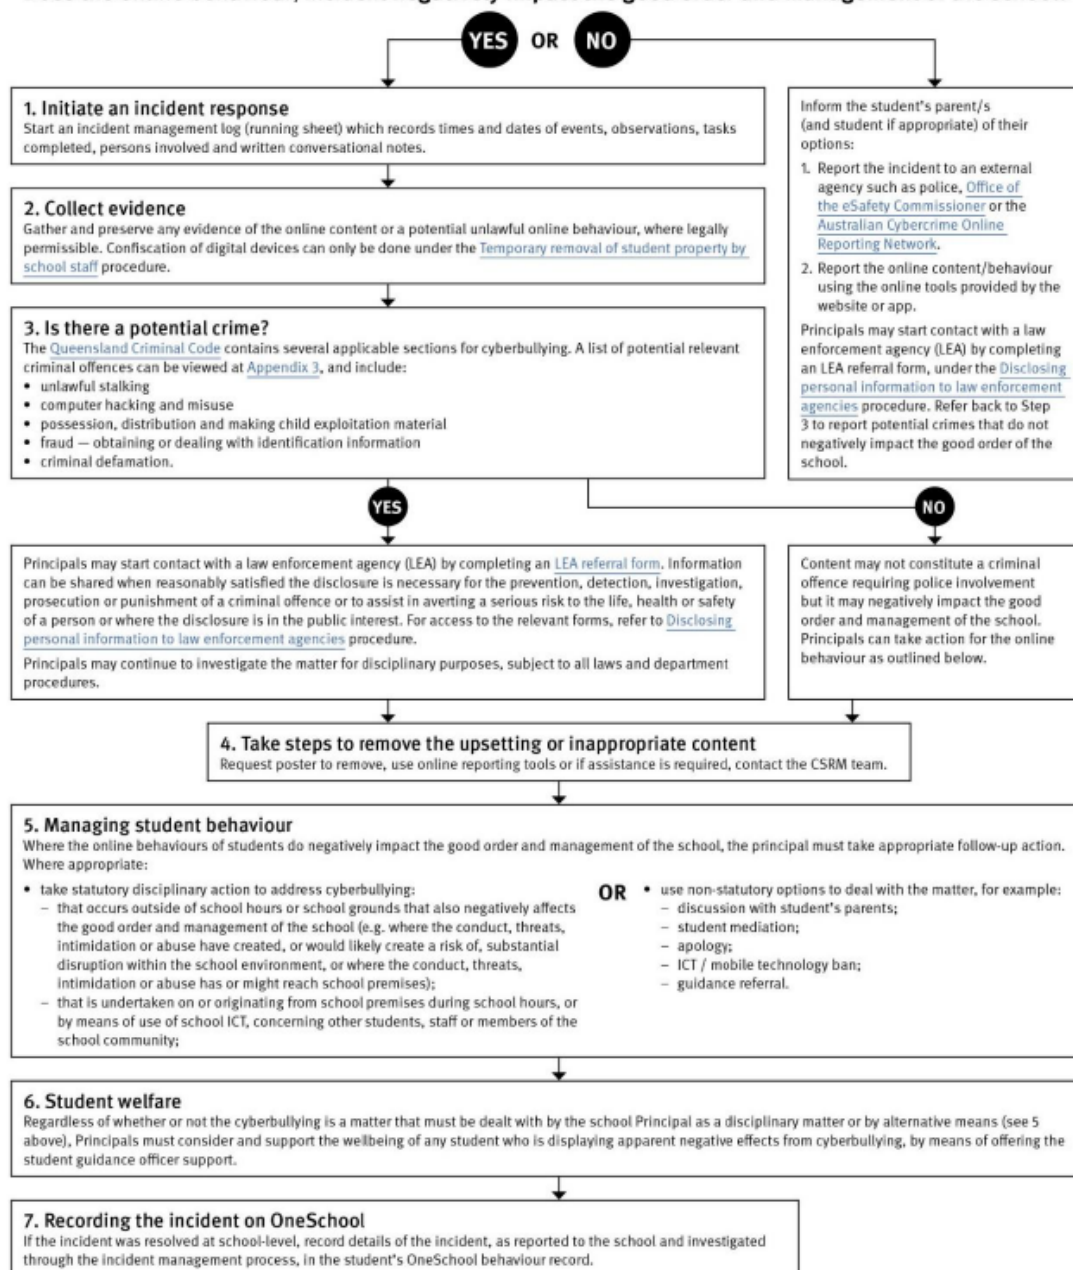 YES OR NO
1. Initiate an incident response
Start an incident management log (running sheet) which records times and dates of events, observations, tasks
completed, persons involved and written conversational notes.
2. Collect evidence
Gather and preserve any evidence of the online content or a potential unlawful online behaviour, where legally
permissible. Confiscation of digital devices can only be done under the Temporary removal of student property by
school staff procedure.
3. Is there a potential crime?
The Queensland Criminal Code contains several applicable sections for cyberbullying. A list of potential relevant
criminal offences can be viewed at Appendix 3, and include:
• unlawful stalking
• computer hacking and misuse
• possession, distribution and making child exploitation material
• fraud — obtaining or dealing with identification information
• criminal defamation.
Inform the student's parent/s
(and student if appropriate) of their
options:
1. Report the incident to an external
agency such as police, Office of
the eSafety Commissioner or the
Australian Cybercrime Online
Reporting Network.
2. Report the online content/behaviour
using the online tools provided by the
website or app.
Principals may start contact with a law
enforcement agency (LEA) by completing
an LEA referral form, under the Disclosing
personal information to law enforcement
agencies procedure. Refer back to Step
3 to report potential crimes that do not
negatively impact the good order of the
school.
YES
NO
Principals may start contact with a law enforcement agency (LEA) by completing an LEA referral form. Information
can be shared when reasonably satisfied the disclosure is necessary for the prevention, detection, investigation,
prosecution or punishment of a criminal offence or to assist in averting a serious risk to the life, health or safety
of a person or where the disclosure is in the public interest. For access to the relevant forms, refer to Disclosing
personal information to law enforcement agencies procedure.
Principals may continue to investigate the matter for disciplinary purposes, subject to all laws and department
procedures.
Content may not constitute a criminal
offence requiring police involvement
but it may negatively impact the good
order and management of the school.
Principals can take action for the online
behaviour as outlined below.
4. Take steps to remove the upsetting or inappropriate content
Request poster to remove, use online reporting tools or if assistance is required, contact the CSRM team.
5. Managing student behaviour
Where the online behaviours of students do negatively impact the good order and management of the school, the principal must take appropriate follow-up action.
Where appropriate:
• take statutory disciplinary action to address cyberbullying:
– that occurs outside of school hours or school grounds that also negatively affects
the good order and management of the school (e.g. where the conduct, threats,
intimidation or abuse have created, or would likely create a risk of, substantial
disruption within the school environment, or where the conduct, threats,
intimidation or abuse has or might reach school premises);
– that is undertaken on or originating from school premises during school hours, or
by means of use of school ICT, concerning other students, staff or members of the
school community;
OR
• use non-statutory options to deal with the matter, for example:
– discussion with student's parents;
– student mediation;
– apology;
– ICT / mobile technology ban;
– guidance referral.
6. Student welfare
Regardless of whether or not the cyberbullying is a matter that must be dealt with by the school Principal as a disciplinary matter or by alternative means (see 5
above), Principals must consider and support the wellbeing of any student who is displaying apparent negative effects from cyberbullying, by means of offering the
student guidance officer support.
7. Recording the incident on OneSchool
If the incident was resolved at school-level, record details of the incident, as reported to the school and investigated
through the incident management process, in the student's OneSchool behaviour record.